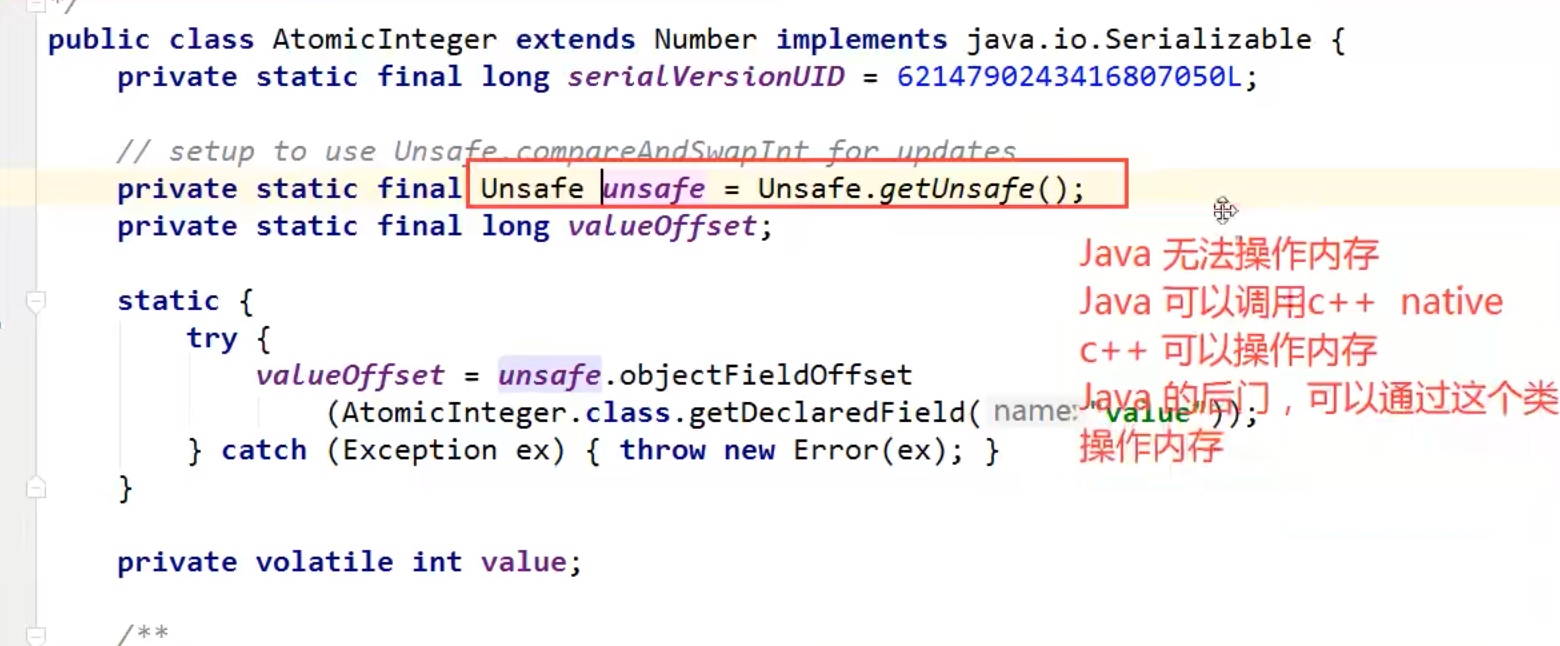 */
public class AtomicInteger extends Number implements java.io.Serializable {
private static final long serialVersionUID = 6214790243416807050L;
// setup to use Unsafe.compareAndSwapInt for updates
private static final Unsafe unsafe = Unsafe.getUnsafe();
private static final long valueOffset;
Java 无法操作内存
static {
Java 可以调用c++ native
try {
c++ 可以操作内存
valueOffset = unsafe.objectFieldOffset
Java 的后门，可以通过这个类
(AtomicInteger.class.getDeclaredField( name: "value"));
操作内存
} catch (Exception ex) { throw new Error(ex); }
}
private volatile int value;
/**